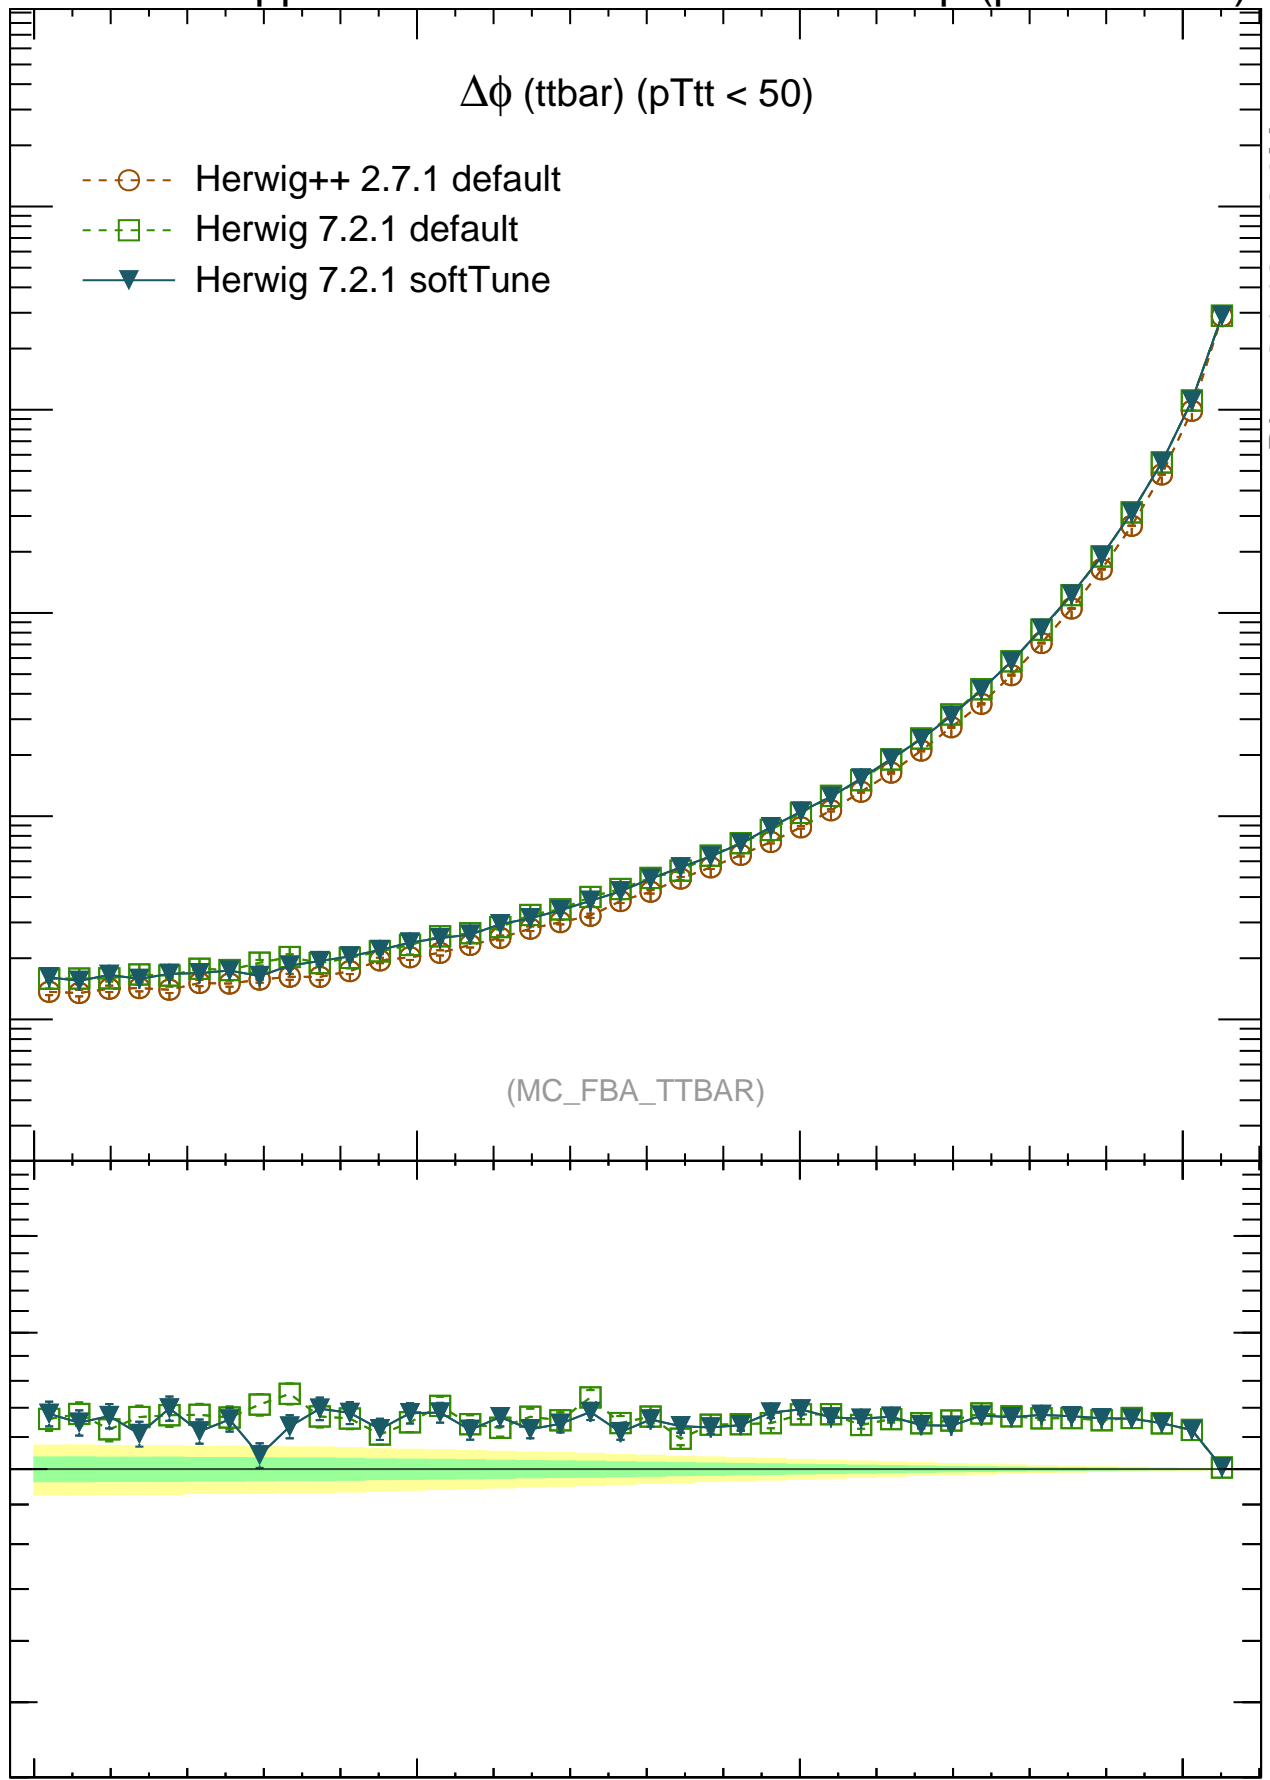 Δϕ (ttbar) (pTtt < 50)
Herwig++ 2.7.1 default
Herwig 7.2.1 default
Herwig 7.2.1 softTune
(MC_FBA_TTBAR)